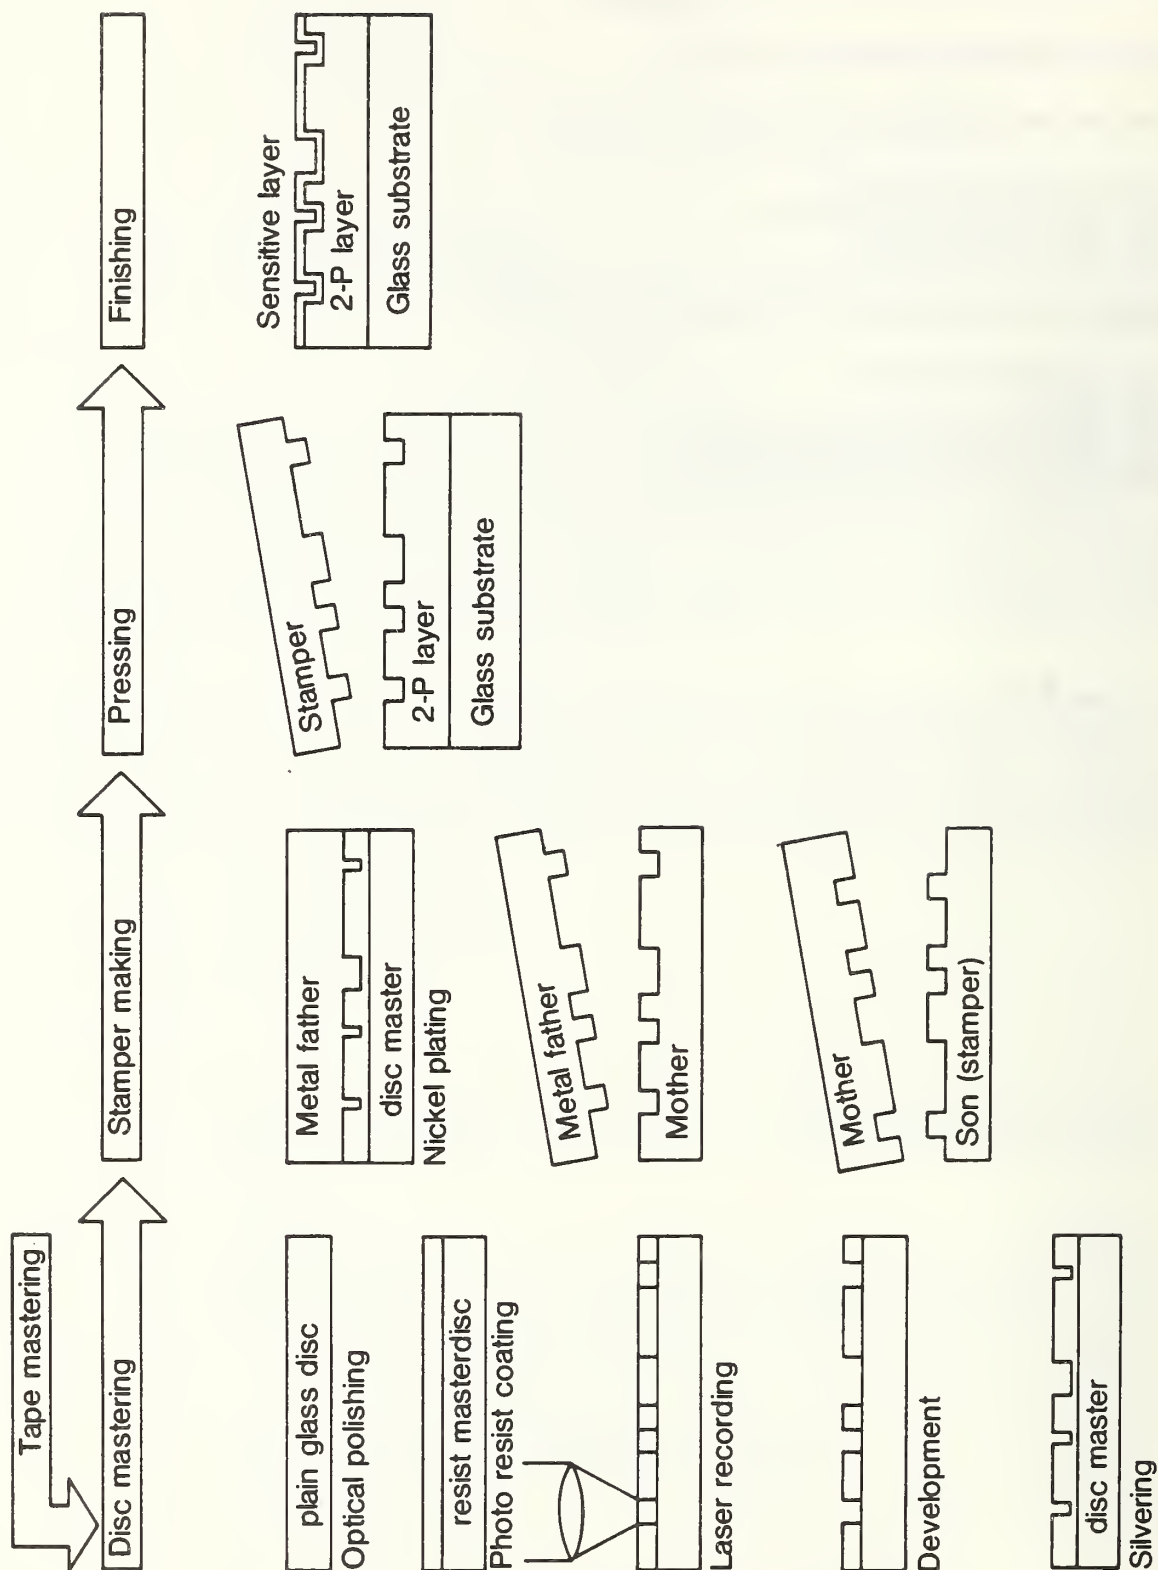 Tape mastering
Disc mastering
Stamper making
Pressing
Finishing
plain glass disc
Optical polishing
resist masterdisc
Photo resist coating
Laser recording
Development
disc master
Silvering
Metal father
disc master
Nickel plating
Metal father
Mother
Mother
Son (stamper)
Stamper
2-P layer
Glass substrate
Sensitive layer
2-P layer
Glass substrate